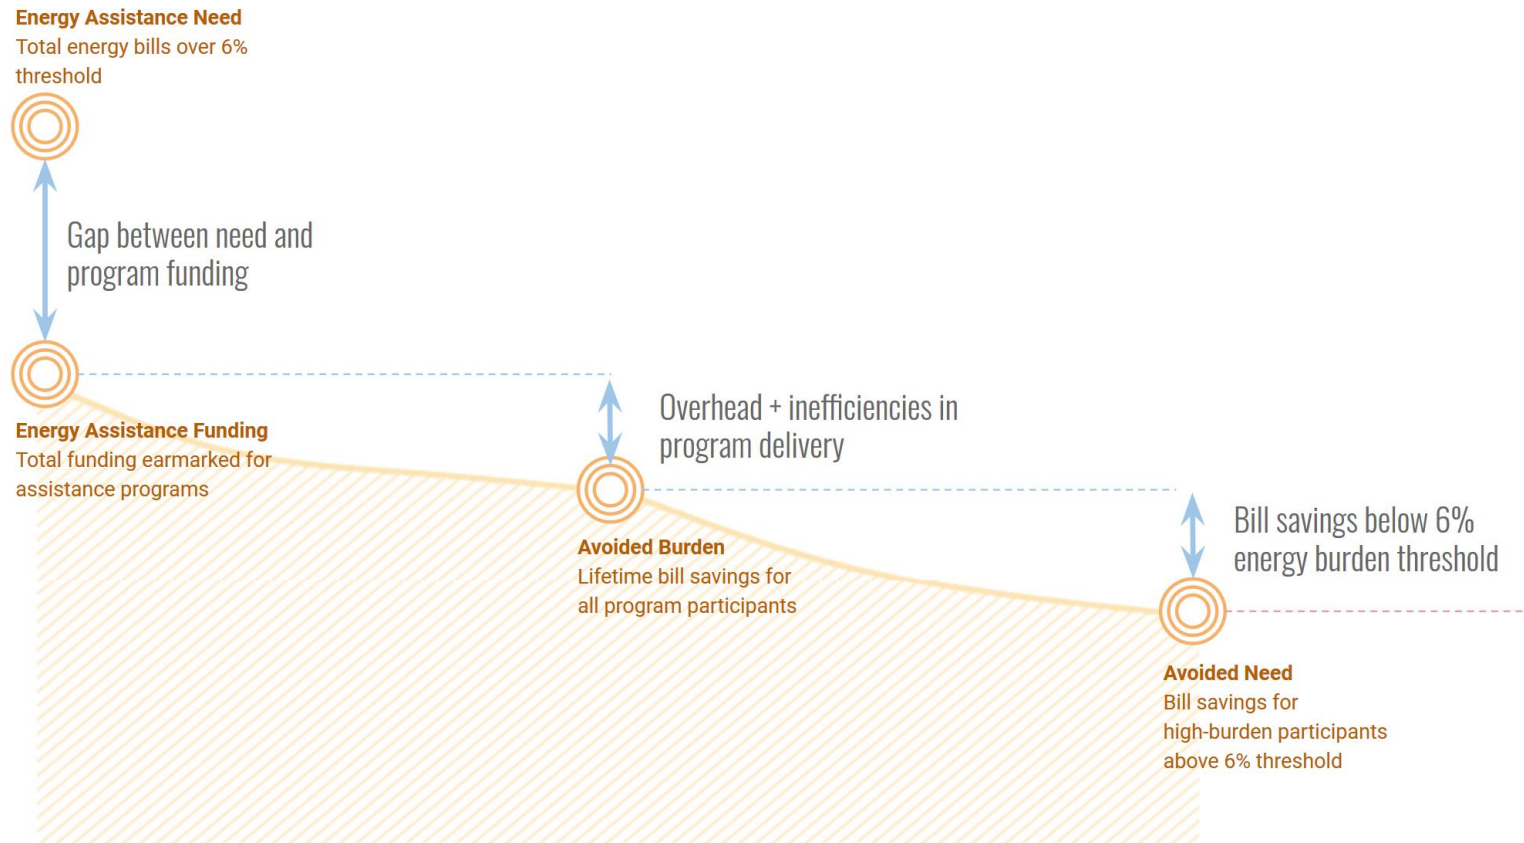 Energy Assistance Need
Total energy bills over 6%
threshold
Gap between need and
program funding
Energy Assistance Funding
Total funding earmarked for
assistance programs
Overhead + inefficiencies in
program delivery
Avoided Burden
Lifetime bill savings for
all program participants
Bill savings below 6%
energy burden threshold
Avoided Need
Bill savings for
high-burden participants
above 6% threshold